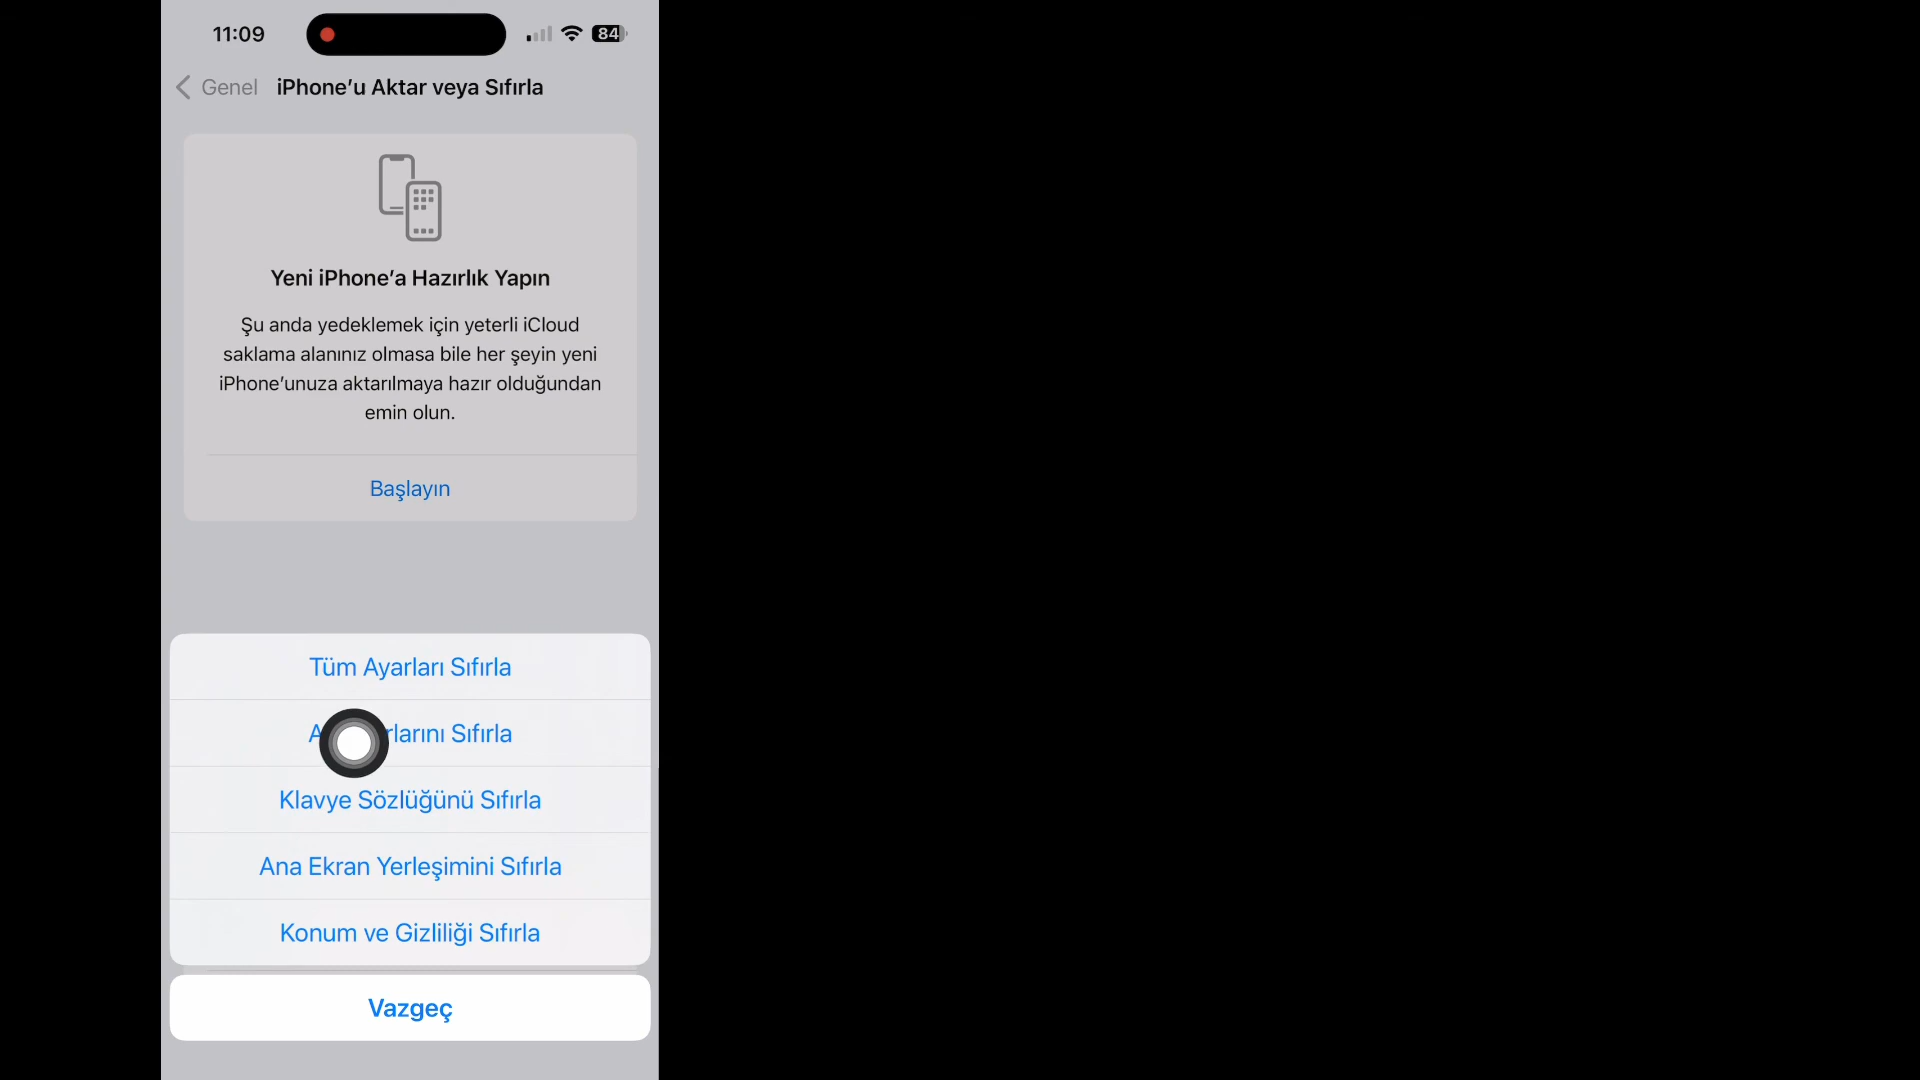 11:09
84
Genel
iPhone'u Aktar veya Sıfırla
Yeni iPhone'a Hazırlık Yapın
Şu anda yedeklemek için yeterli iCloud
saklama alanınız olmasa bile her şeyin yeni
iPhone'unuza aktarılmaya hazır olduğundan
emin olun.
Başlayın
Tüm Ayarları Sıfırla
Sıfırla
Klavye Sözlüğünü Sıfırla
Ana Ekran Yerleşimini Sıfırla
Konum ve Gizliliği Sıfırla
Vazgeç